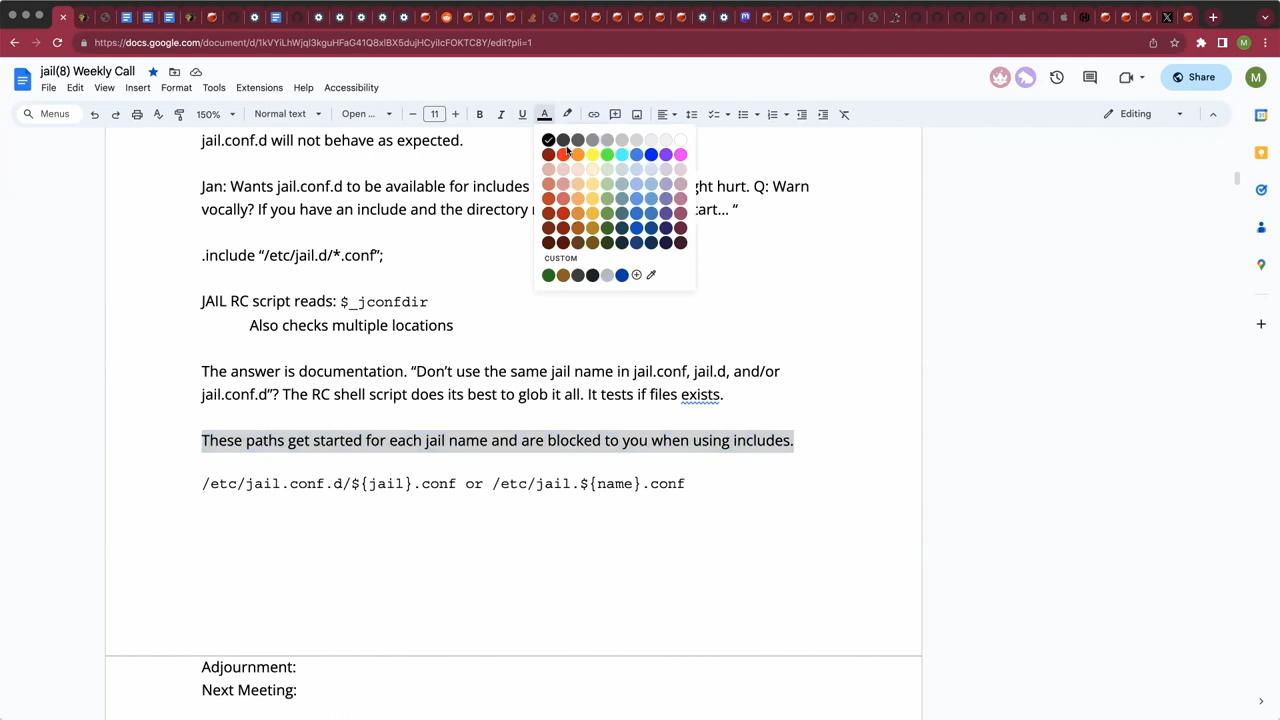 https://docs.google.com/document/d/1kVYiLhWjql3kguHFaG41Q8xlBX5dujHCyilcFOKTC8Y/edit?pli=1
M
jail(8) Weekly Call
File Edit View Insert Format Tools Extensions Help Accessibility
Share
M
Menus
150%
Normal text
Open ...
11
B I U A
Editing
jail.conf.d will not behave as expected.
Jan: Wants jail.conf.d to be available for includes
ght hurt. Q: Warn
vocally? If you have an include and the directory
tart... “
.include “/etc/jail.d/*.conf”;
CUSTOM
JAIL RC script reads: $_jconfdir
Also checks multiple locations
The answer is documentation. “Don’t use the same jail name in jail.conf, jail.d, and/or
jail.conf.d”? The RC shell script does its best to glob it all. It tests if files exists.
These paths get started for each jail name and are blocked to you when using includes.
/etc/jail.conf.d/${jail}.conf or /etc/jail.${name}.conf
Adjournment:
Next Meeting: